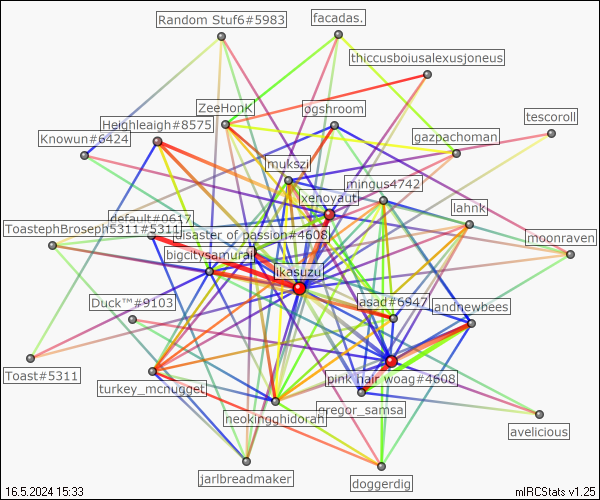 Random Stuf6#5983
facadas.
thiccusboiusalexusjoneus
ZeeHonK
ogshroom
tescoroll
Heighleigh#8575
Knowun#6424
gazpachoman
mukszi
mingus4742
xenoyaut
lahnk
default#0617
ToastephBroseph5311#5311
disaster of passion#4608
moonaven
bigcitysamurai
ikasuzu
Duck™#9103
asad#6947
andnewbees
Toast#5311
turkey_mcnugget
pink hair woag#4608
gregor_samsa
neokingghidorah
avelicious
jarlbreadmaker
doggerdig
16.5.2024 15:33
mIRCStats v1.25